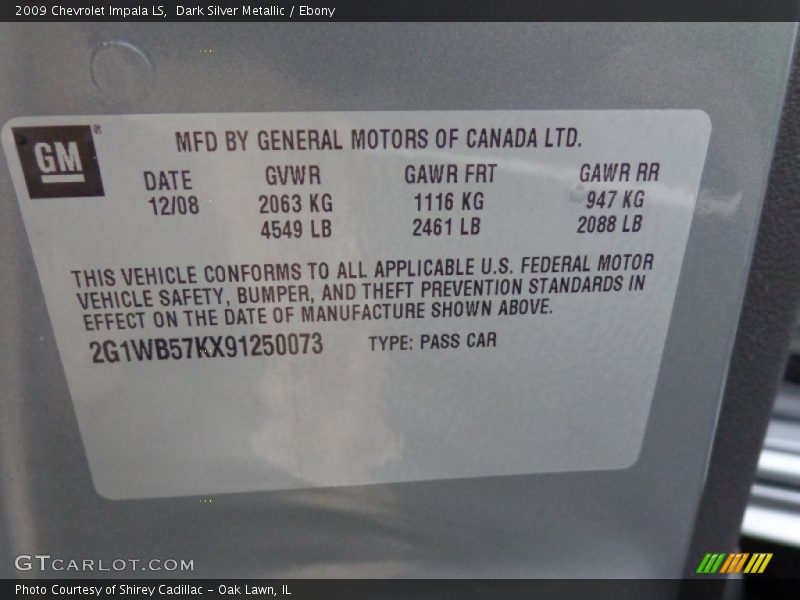 2009 Chevrolet Impala LS, Dark Silver Metallic / Ebony
GM®
MFD BY GENERAL MOTORS OF CANADA LTD.
DATE GVWR GAWR FRT GAWR RR
12/08 2063 KG 1116 KG 947 KG
4549 LB 2461 LB 2088 LB
THIS VEHICLE CONFORMS TO ALL APPLICABLE U.S. FEDERAL MOTOR
VEHICLE SAFETY, BUMPER, AND THEFT PREVENTION STANDARDS IN
EFFECT ON THE DATE OF MANUFACTURE SHOWN ABOVE.
2G1WB57KX91250073 TYPE: PASS CAR
GTCARLOT.COM
Photo Courtesy of Shirey Cadillac - Oak Lawn, IL